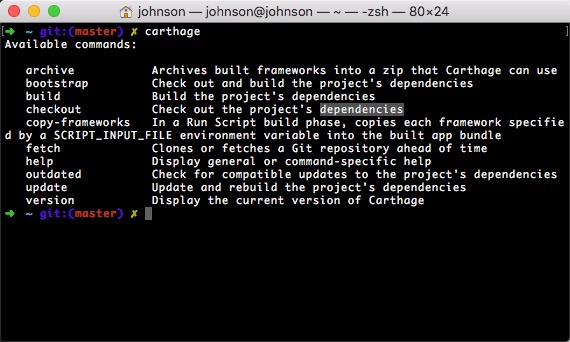 johnson — johnson@johnson — ~ — -zsh — 80×24
[➜  ~ git:(master) ✗ carthage ]
Available commands:
archive           Archives built frameworks into a zip that Carthage can use
bootstrap         Check out and build the project's dependencies
build             Build the project's dependencies
checkout          Check out the project's dependencies
copy-frameworks   In a Run Script build phase, copies each framework specifie
d by a SCRIPT_INPUT_FILE environment variable into the built app bundle
fetch             Clones or fetches a Git repository ahead of time
help              Display general or command-specific help
outdated          Check for compatible updates to the project's dependencies
update            Update and rebuild the project's dependencies
version           Display the current version of Carthage
➜  ~ git:(master) ✗